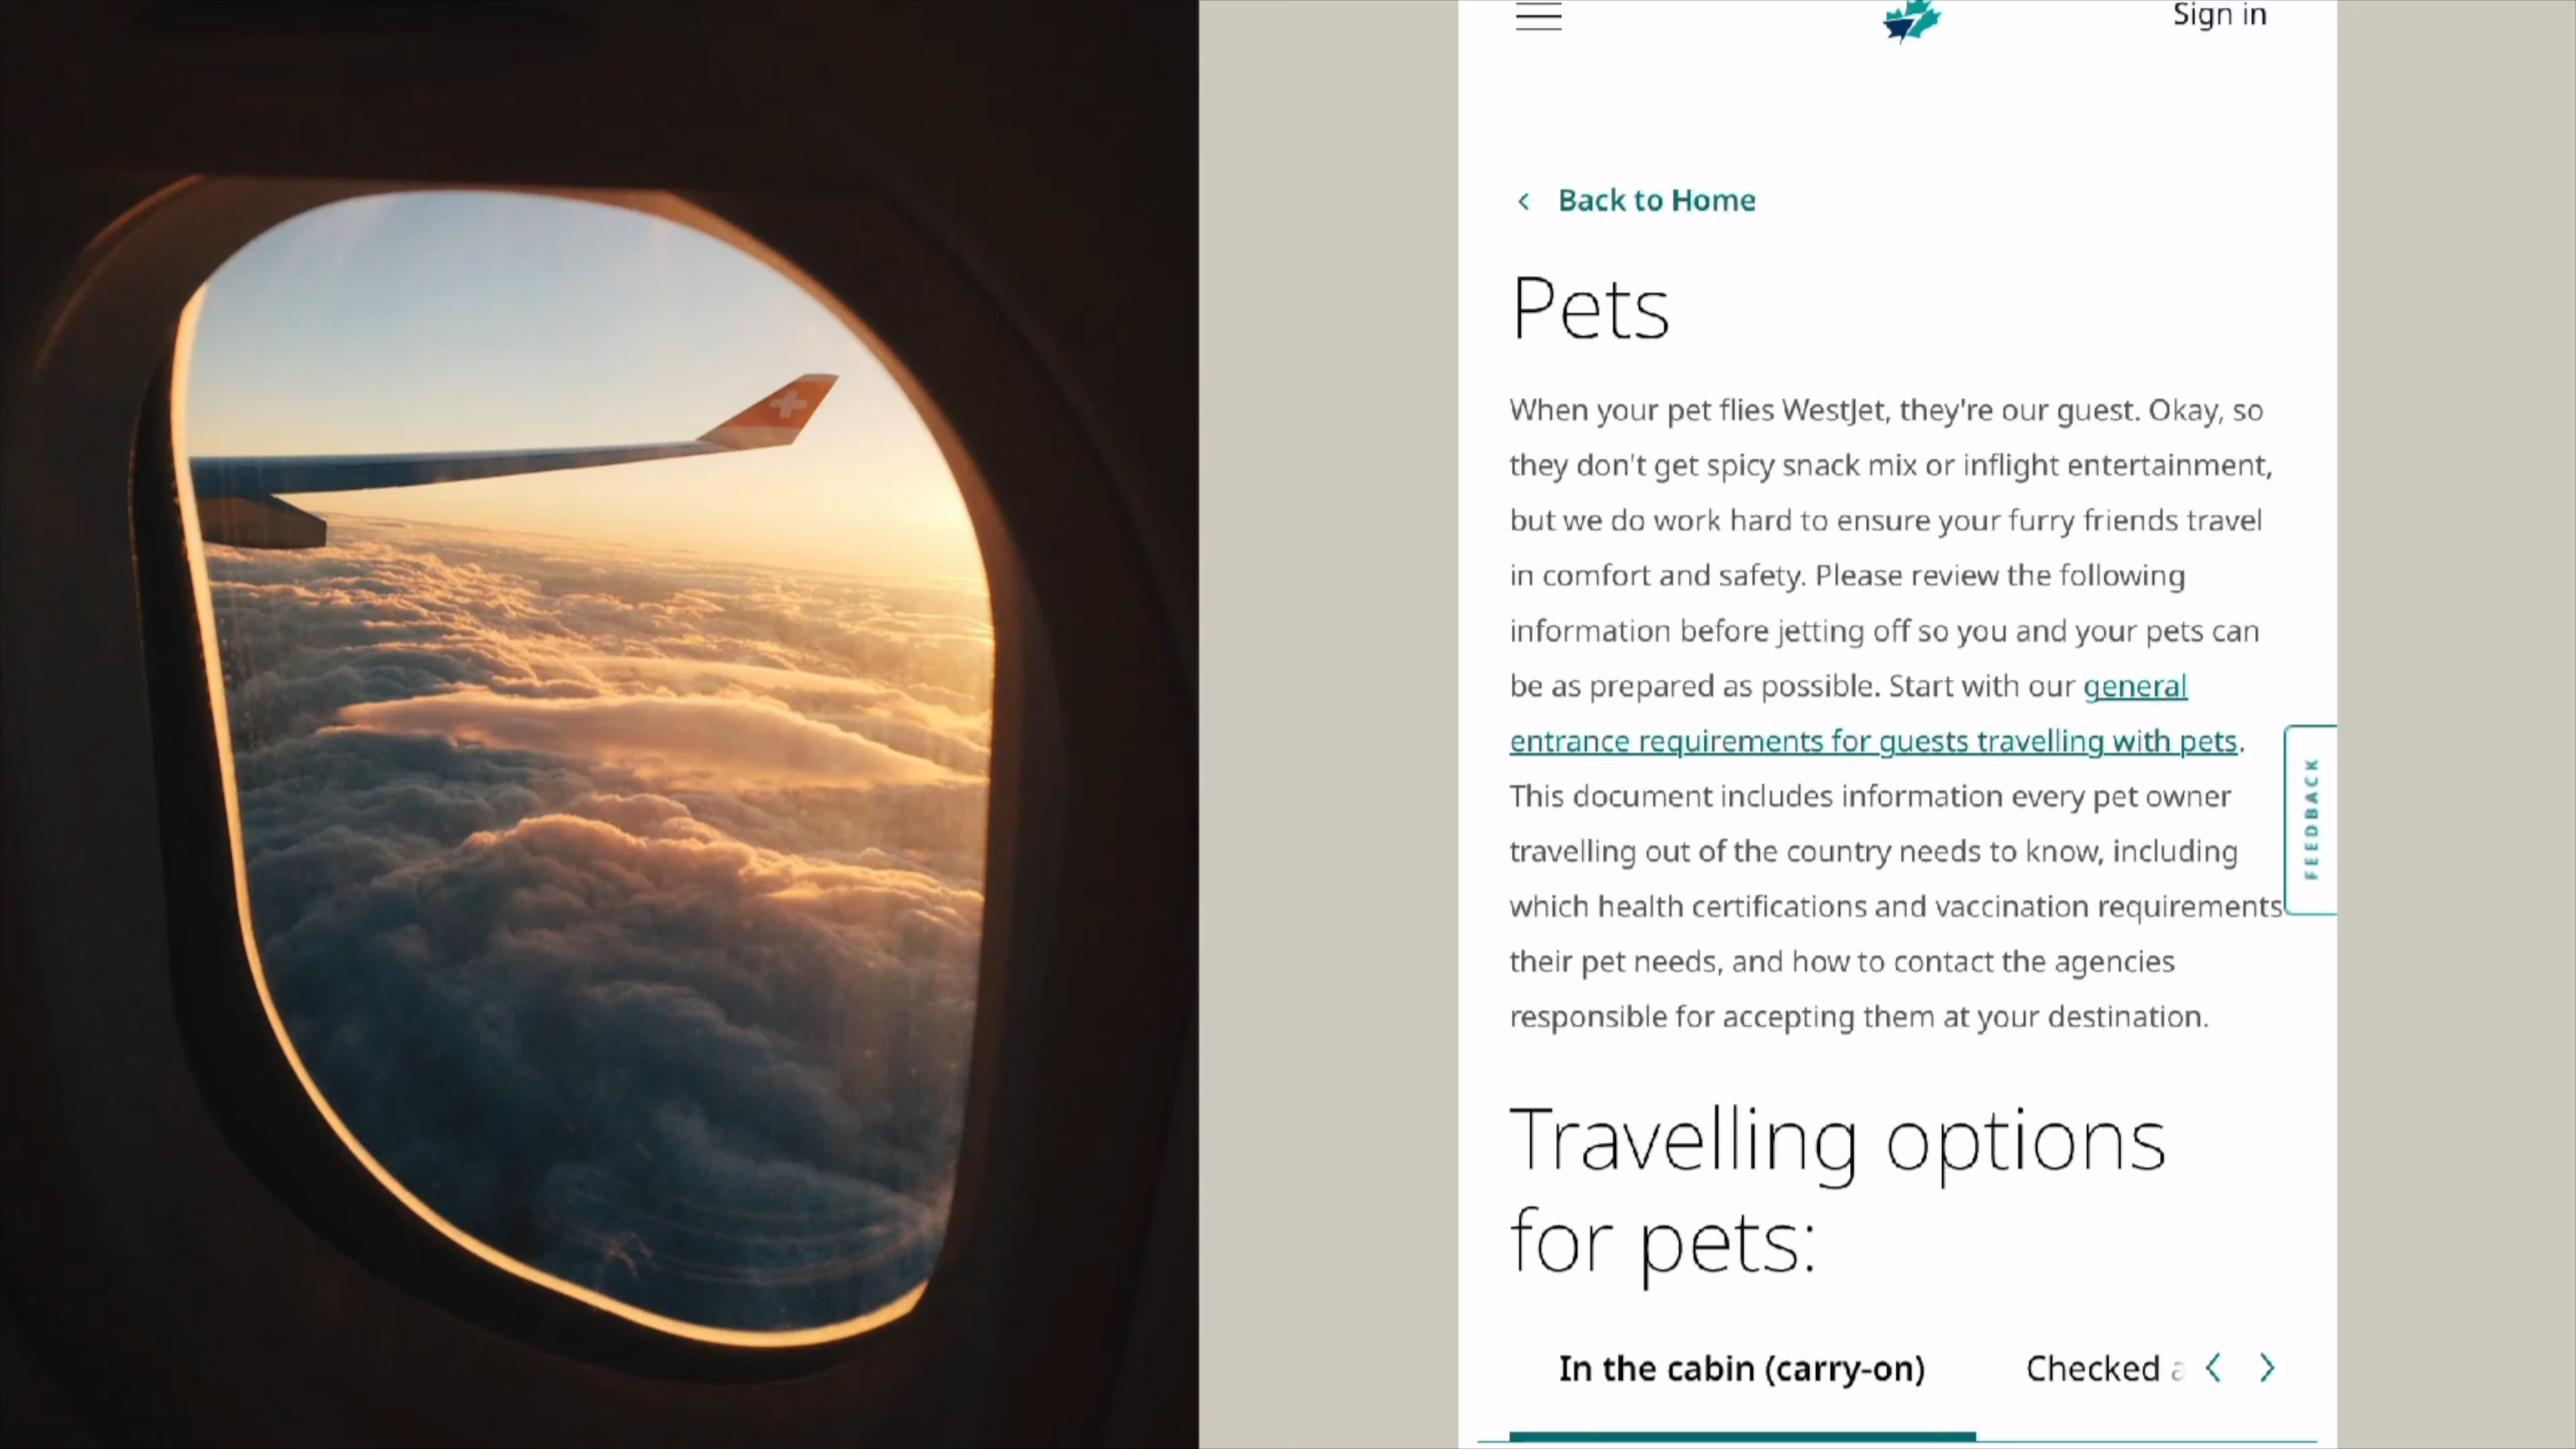 Sign in
Back to Home
Pets
When your pet flies WestJet, they're our guest. Okay, so
they don't get spicy snack mix or inflight entertainment,
but we do work hard to ensure your furry friends travel
in comfort and safety. Please review the following
information before jetting off so you and your pets can
be as prepared as possible. Start with our general
entrance requirements for guests travelling with pets.
This document includes information every pet owner
travelling out of the country needs to know, including
which health certifications and vaccination requirements
their pet needs, and how to contact the agencies
responsible for accepting them at your destination.
FEEDBACK
Travelling options
for pets:
In the cabin (carry-on)
Checked a